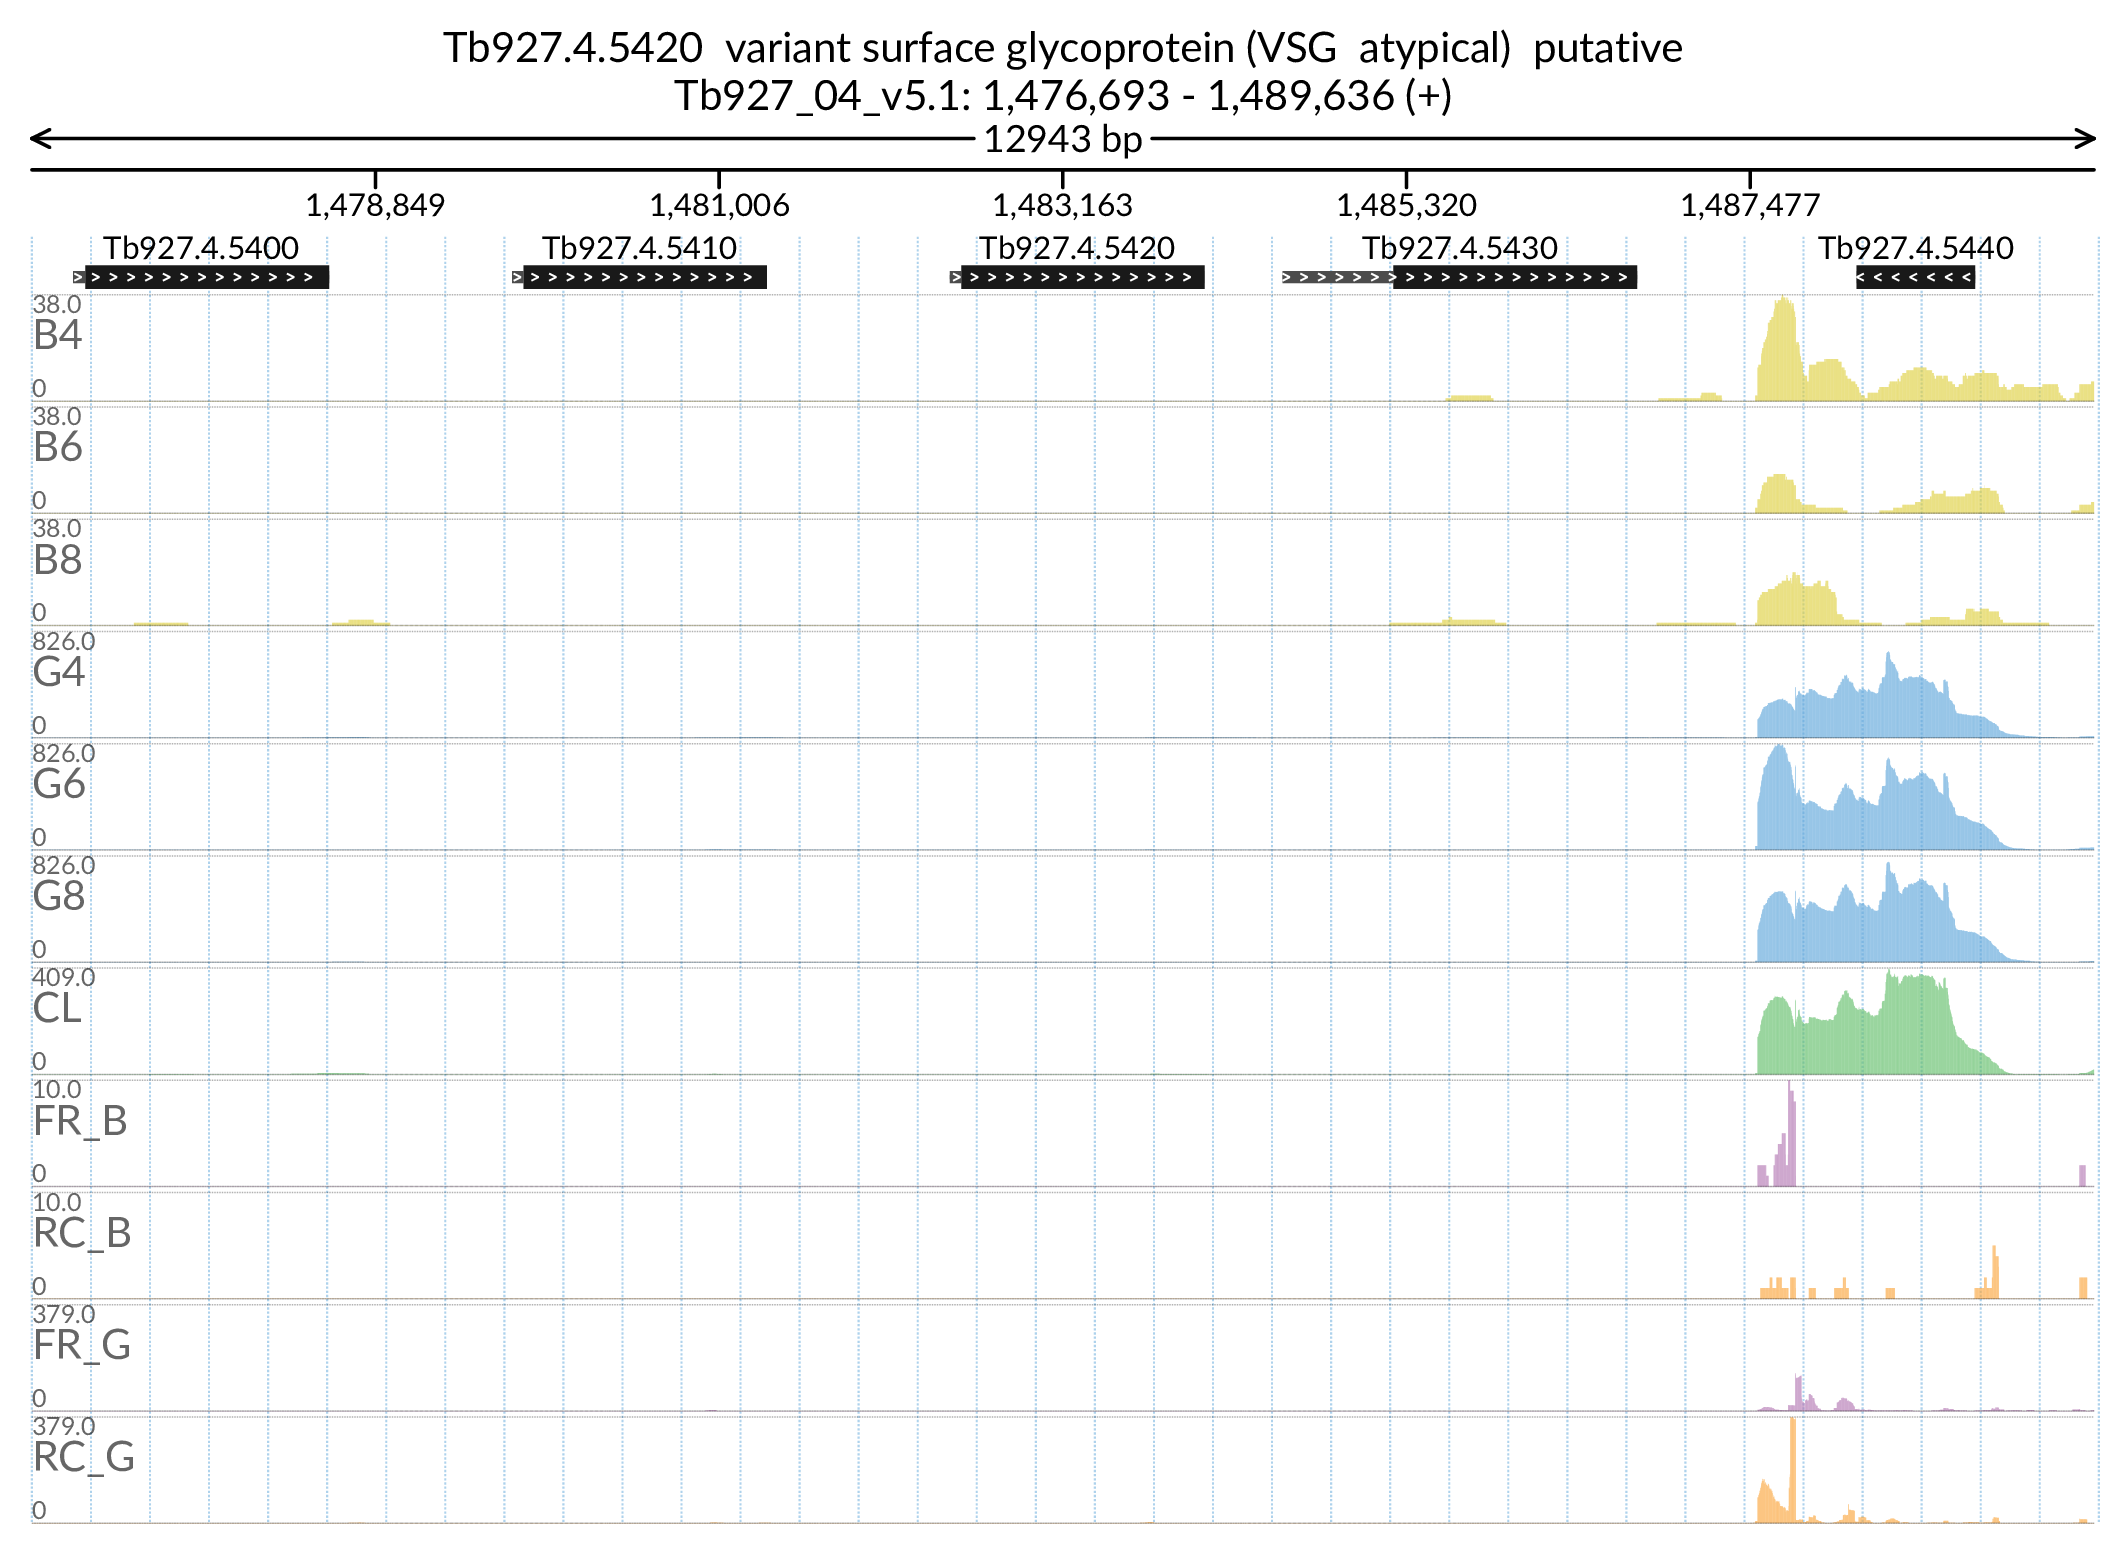 Tb927.4.5420 variant surface glycoprotein (VSG atypical) putative
Tb927_04_v5.1: 1,476,693 - 1,489,636 (+)
12943 bp
1,478,849 1,481,006 1,483,163 1,485,320 1,487,477
Tb927.4.5400 Tb927.4.5410 Tb927.4.5420 Tb927.4.5430 Tb927.4.5440
38.0
B4
0
38.0
B6
0
38.0
B8
0
826.0
G4
0
826.0
G6
0
826.0
G8
0
409.0
CL
0
10.0
FR_B
0
10.0
RC_B
0
379.0
FR_G
0
379.0
RC_G
0